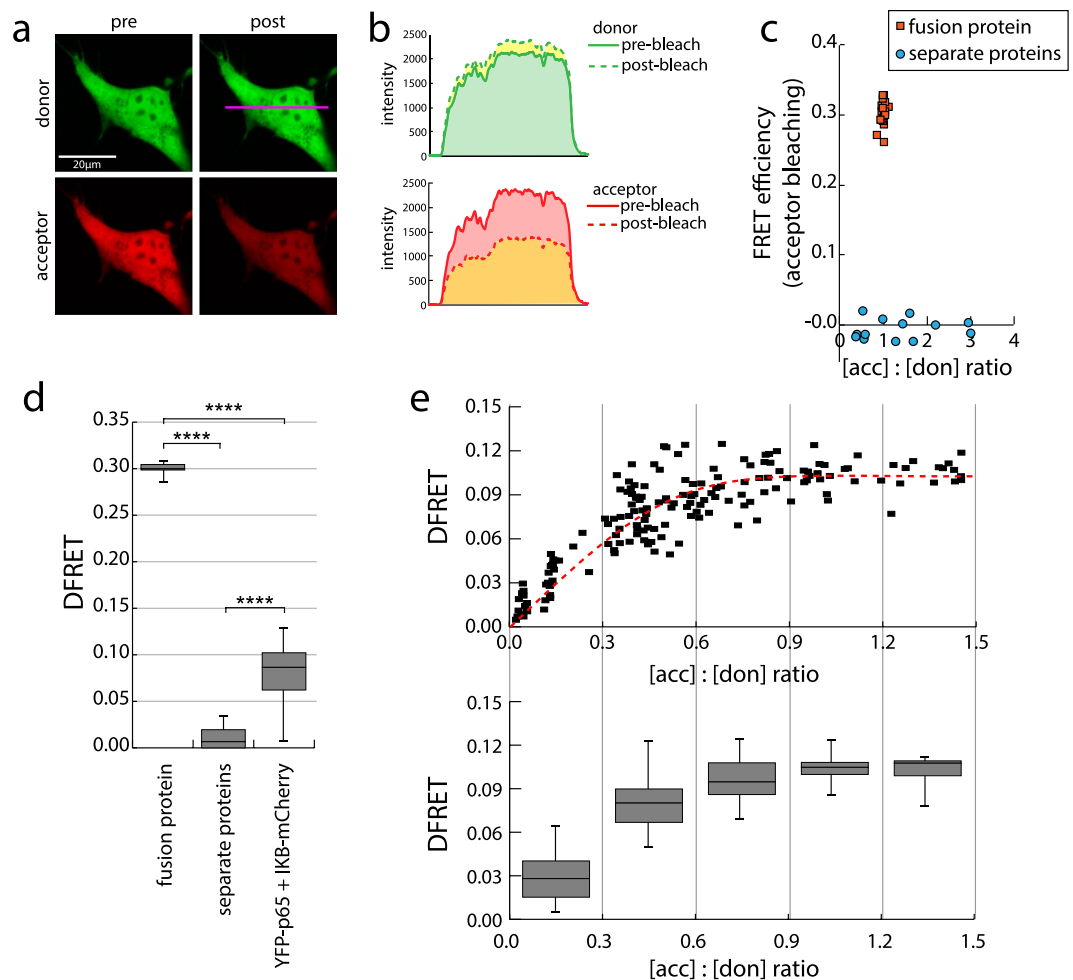 a
pre
post
donor
acceptor
20μm
b
donor
pre-bleach
post-bleach
intensity
2500
2000
1500
1000
500
0
acceptor
pre-bleach
post-bleach
intensity
2500
2000
1500
1000
500
0
c
fusion protein
separate proteins
FRET efficiency
(acceptor bleaching)
0.4
0.3
0.2
0.3
-0.0
0 1 2 3 4
[acc] : [don] ratio
d
DFRET
0.35
0.30
0.25
0.20
0.15
0.10
0.05
0.00
****
****
****
fusion protein
separate proteins
YFP-p65 + IKB-mCherry
e
DFRET
0.15
0.12
0.09
0.06
0.03
0.00
0.0 0.3 0.6 0.9 1.2 1.5
[acc] : [don] ratio
DFRET
0.15
0.12
0.09
0.06
0.03
0.00
0.0 0.3 0.6 0.9 1.2 1.5
[acc] : [don] ratio